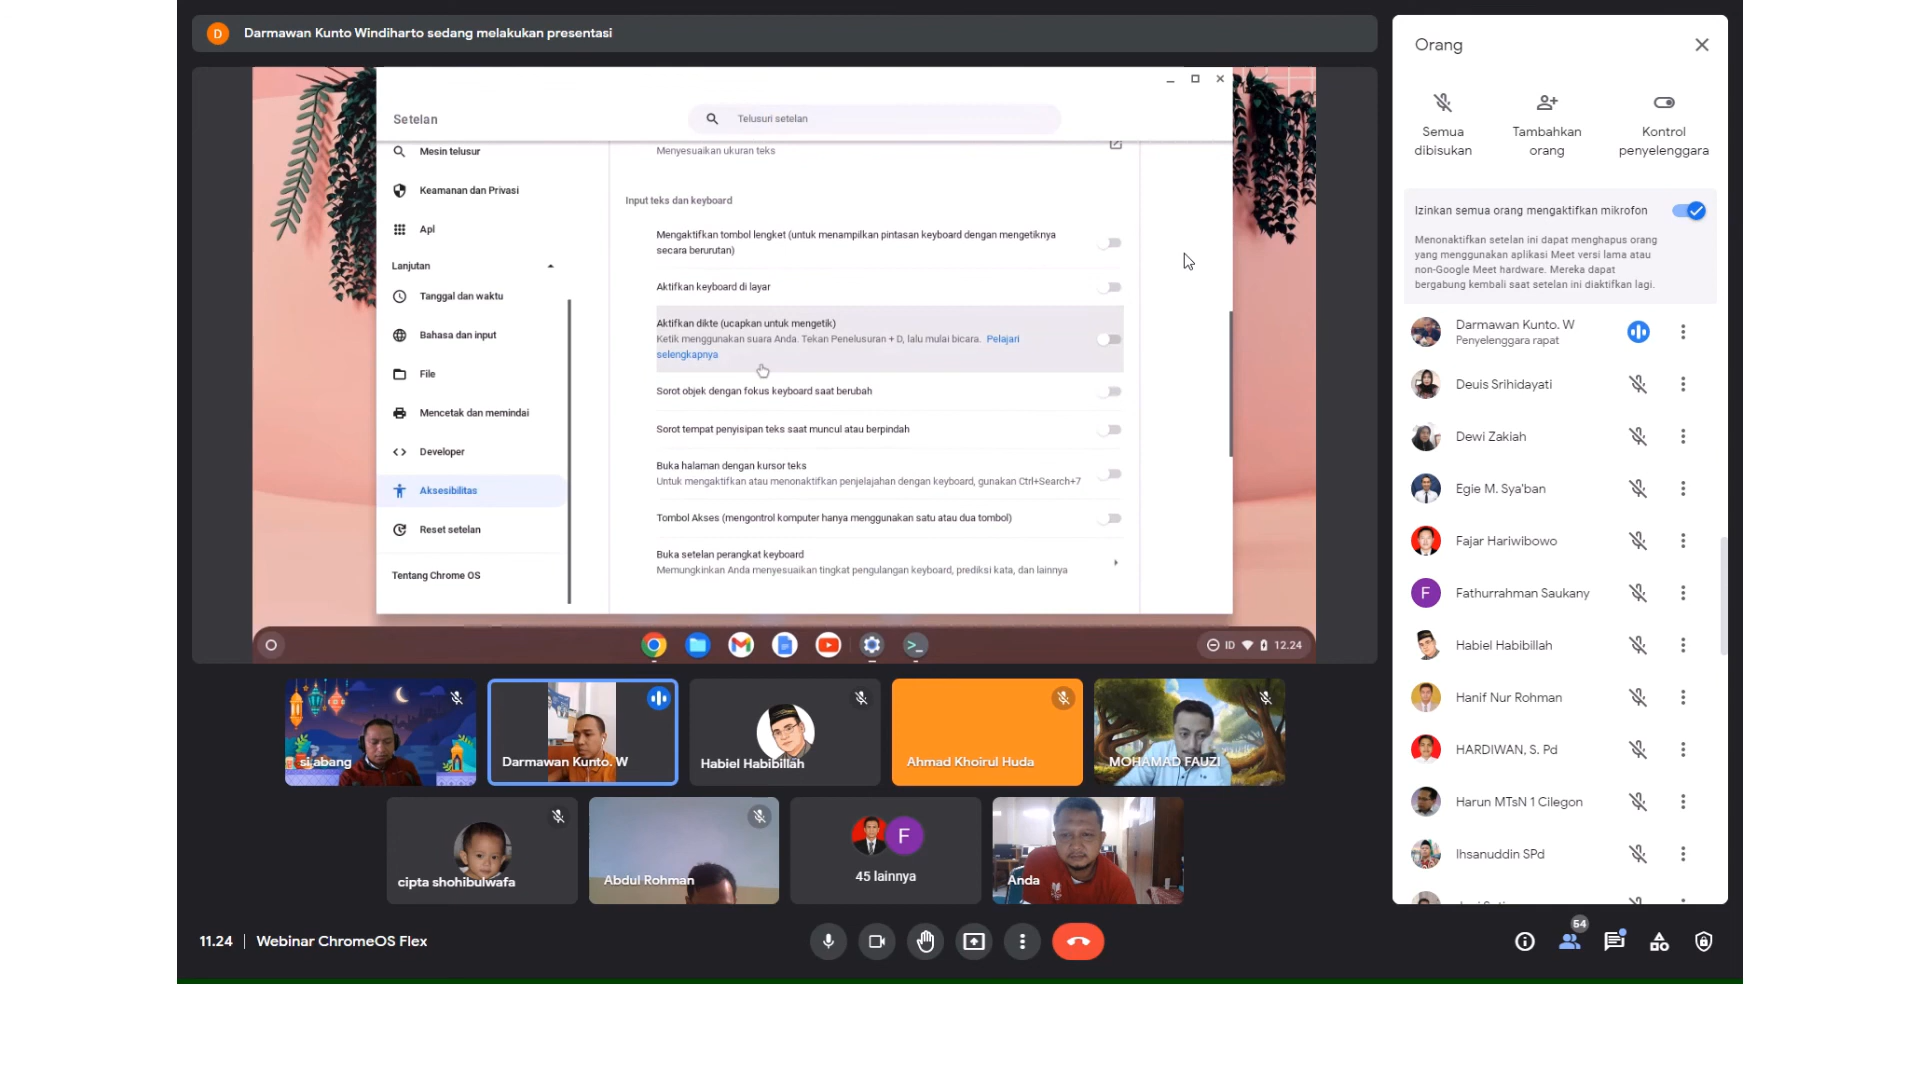 D Darmawan Kunto Windiharto sedang melakukan presentasi
Setelan
Telusuri setelan
Mesin telusur
Keamanan dan Privasi
Apl
Lanjutan
Tanggal dan waktu
Bahasa dan input
File
Mencetak dan memindai
Developer
Aksesibilitas
Reset setelan
Tentang Chrome OS
Menyesuaikan ukuran teks
Input teks dan keyboard
Mengaktifkan tombol lengket (untuk menampilkan pintasan keyboard dengan mengetiknya
secara berurutan)
Aktifkan keyboard di layar
Aktifkan dikte (ucapkan untuk mengetik)
Ketik menggunakan suara Anda. Tekan Penelusuran + D, lalu mulai bicara. Pelajari
selengkapnya
Sorot objek dengan fokus keyboard saat berubah
Sorot tempat penyisipan teks saat muncul atau berpindah
Buka halaman dengan kursor teks
Untuk mengaktifkan atau menonaktifkan penjelajahan dengan keyboard, gunakan Ctrl+Search+7
Tombol Akses (mengontrol komputer hanya menggunakan satu atau dua tombol)
Buka setelan perangkat keyboard
Memungkinkan Anda menyesuaikan tingkat pengulangan keyboard, prediksi kata, dan lainnya
ID 12.24
si abang
Darmawan Kunto. W
Habiel Habibillah
Ahmad Khoirul Huda
MOHAMAD FAUZI
cipta shohibulwafa
Abdul Rohman
F
45 lainnya
Anda
11.24 | Webinar ChromeOS Flex
54
Orang
Semua
dibisukan
Tambahkan
orang
Kontrol
penyelenggara
Izinkan semua orang mengaktifkan mikrofon
Menonaktifkan setelan ini dapat menghapus orang
yang menggunakan aplikasi Meet versi lama atau
non-Google Meet hardware. Mereka dapat
bergabung kembali saat setelan ini diaktifkan lagi.
Darmawan Kunto. W
Penyelenggara rapat
Deuis Srihidayati
Dewi Zakiah
Egie M. Sya'ban
Fajar Hariwibowo
F Fathurrahman Saukany
Habiel Habibillah
Hanif Nur Rohman
HARDIWAN, S. Pd
Harun MTsN 1 Cilegon
Ihsanuddin SPd